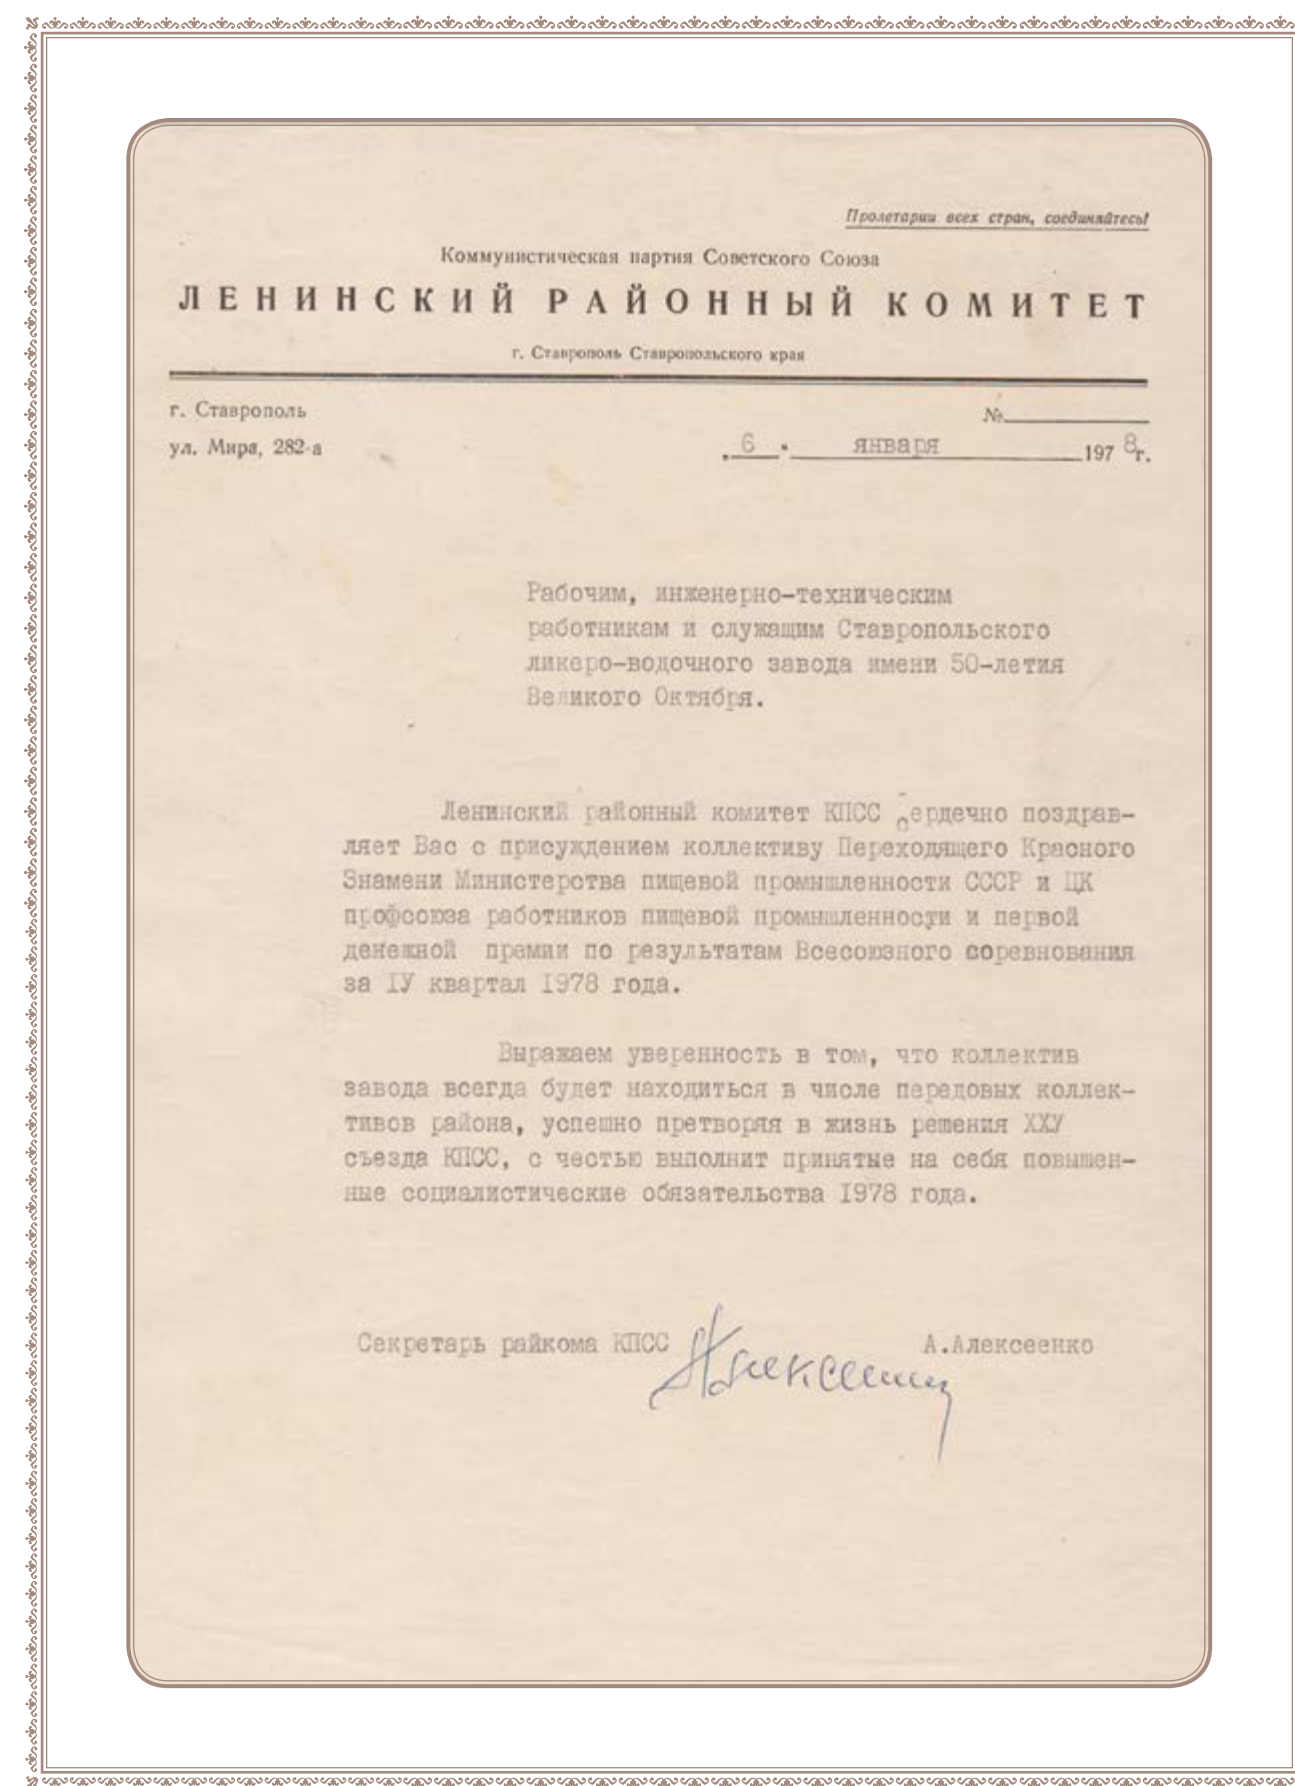 Пролетарии всех стран, соединяйтесь!
Коммунистическая партия Советского Союза
ЛЕНИНСКИЙ РАЙОННЫЙ КОМИТЕТ
г. Ставрополь Ставропольского края
г. Ставрополь
№
ул. Мира, 282-а
„6" января 1978г.
Рабочим, инженерно-техническим
работникам и служащим Ставропольского
ликеро-водочного завода имени 50-летия
Великого Октября.
Ленинский районный комитет КПСС сердечно поздрав-
ляет Вас с присуждением коллективу Переходящего Красного
Знамени Министерства пищевой промышленности СССР и ЦК
профсоюза работников пищевой промышленности и первой
денежной премии по результатам Всесоюзного соревнования
за IУ квартал 1978 года.
Выражаем уверенность в том, что коллектив
завода всегда будет находиться в числе передовых коллек-
тивов района, успешно претворяя в жизнь решения ХХУ
съезда КПСС, с честью выполнит принятые на себя повышен-
ные социалистические обязательства 1978 года.
Секретарь райкома КПСС А.Алексеенко